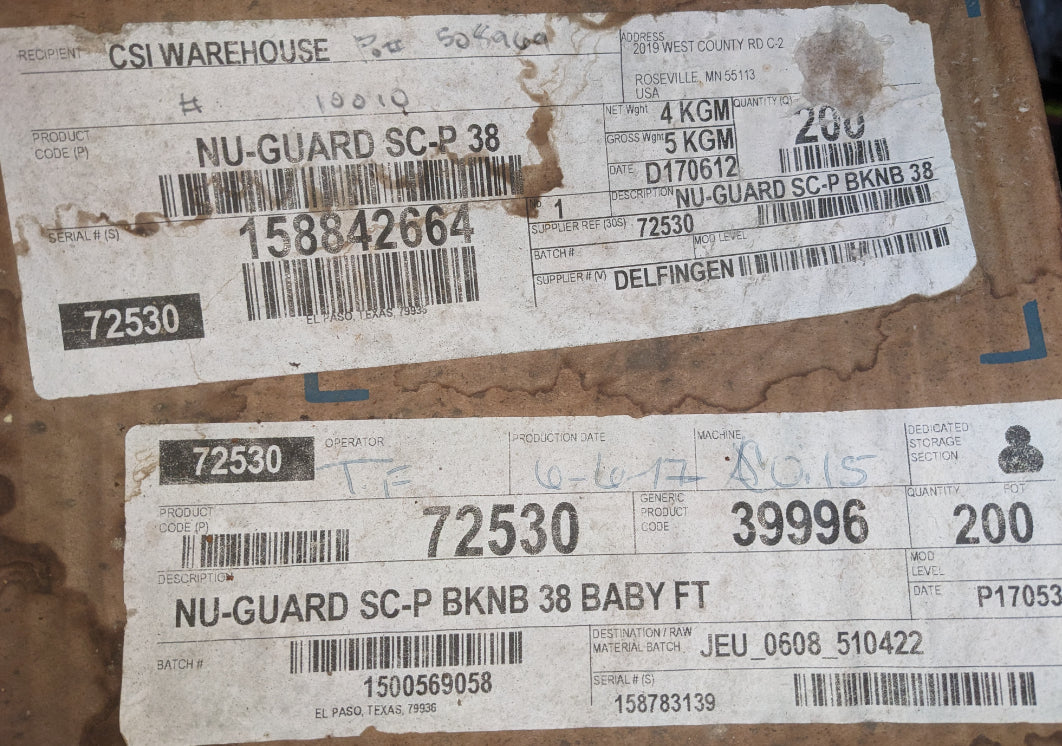 RECIPIENT CSI WAREHOUSE
ADDRESS
2019 WEST COUNTY RD C-2
ROSEVILLE, MN 55113
USA
# 10010
PRODUCT
CODE (P)
NU-GUARD SC-P 38
NET Wght 4 KGM
QUANTITY (Q)
200
GROSS Wght 5 KGM
DATE D170612
DESCRIPTION NU-GUARD SC-P BKNB 38
SERIAL # (S)
158842664
1
SUPPLIER REF (30S) 72530
BATCH #
MOD LEVEL
SUPPLIER # (V) DELFINGEN
72530
EL PASO, TEXAS, 79936
72530
OPERATOR
TF
PRODUCTION DATE
6-6-17
MACHINE
DEDICATED
STORAGE
SECTION
PRODUCT
CODE (P)
72530
GENERIC
PRODUCT
CODE
39996
QUANTITY
FOT
200
DESCRIPTION
NU-GUARD SC-P BKNB 38 BABY FT
MOD
LEVEL
DATE P17053
BATCH #
1500569058
EL PASO, TEXAS, 79936
DESTINATION / RAW
MATERIAL BATCH JEU_0608_510422
SERIAL # (S)
158783139